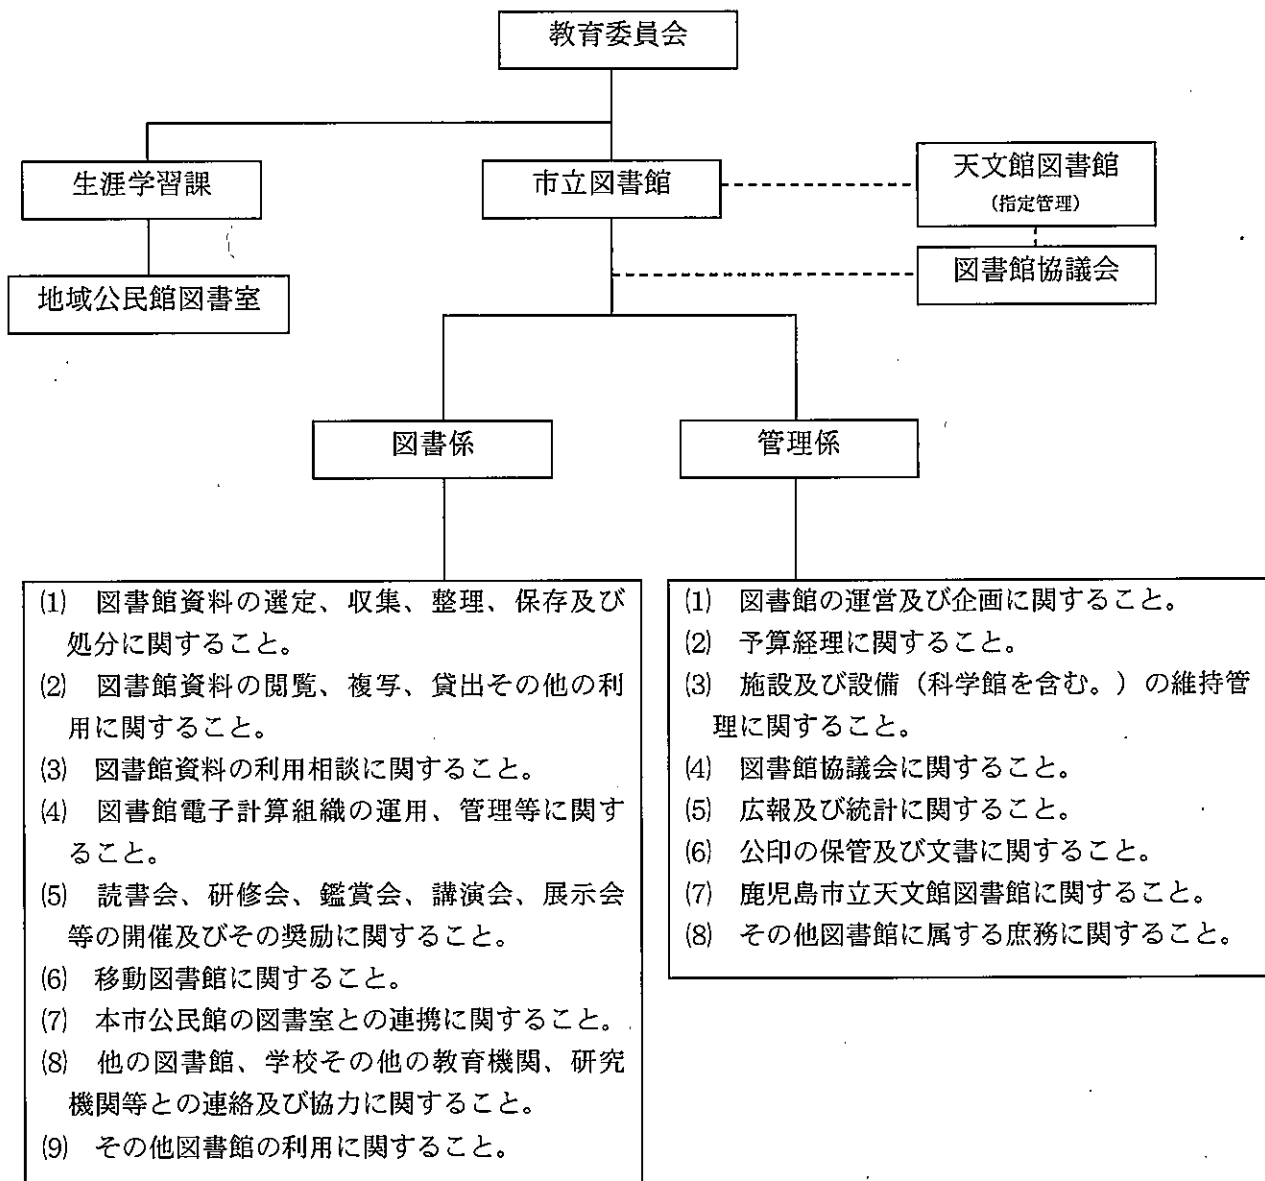 教育委員会
生涯学習課
市立図書館
天文館図書館
(指定管理)
地域公民館図書室
図書館協議会
図書係
管理係
(1) 図書館資料の選定、収集、整理、保存及び
処分に関すること。
(2) 図書館資料の閲覧、複写、貸出その他の利
用に関すること。
(3) 図書館資料の利用相談に関すること。
(4) 図書館電子計算組織の運用、管理等に関す
ること。
(5) 読書会、研修会、鑑賞会、講演会、展示会
等の開催及びその奨励に関すること。
(6) 移動図書館に関すること。
(7) 本市公民館の図書室との連携に関すること。
(8) 他の図書館、学校その他の教育機関、研究
機関等との連絡及び協力に関すること。
(9) その他図書館の利用に関すること。
(1) 図書館の運営及び企画に関すること。
(2) 予算経理に関すること。
(3) 施設及び設備（科学館を含む。）の維持管
理に関すること。
(4) 図書館協議会に関すること。
(5) 広報及び統計に関すること。
(6) 公印の保管及び文書に関すること。
(7) 鹿児島市立天文館図書館に関すること。
(8) その他図書館に属する庶務に関すること。